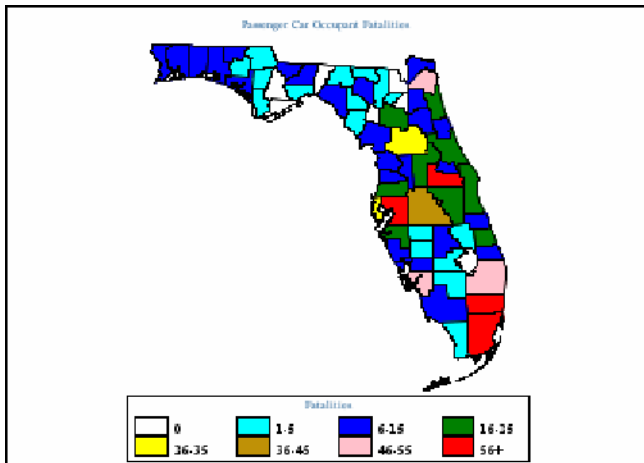 Passenger Car Occupant Fatalities
Fatalities
0 1-5 6-15 16-25
36-35 36-45 46-55 56+